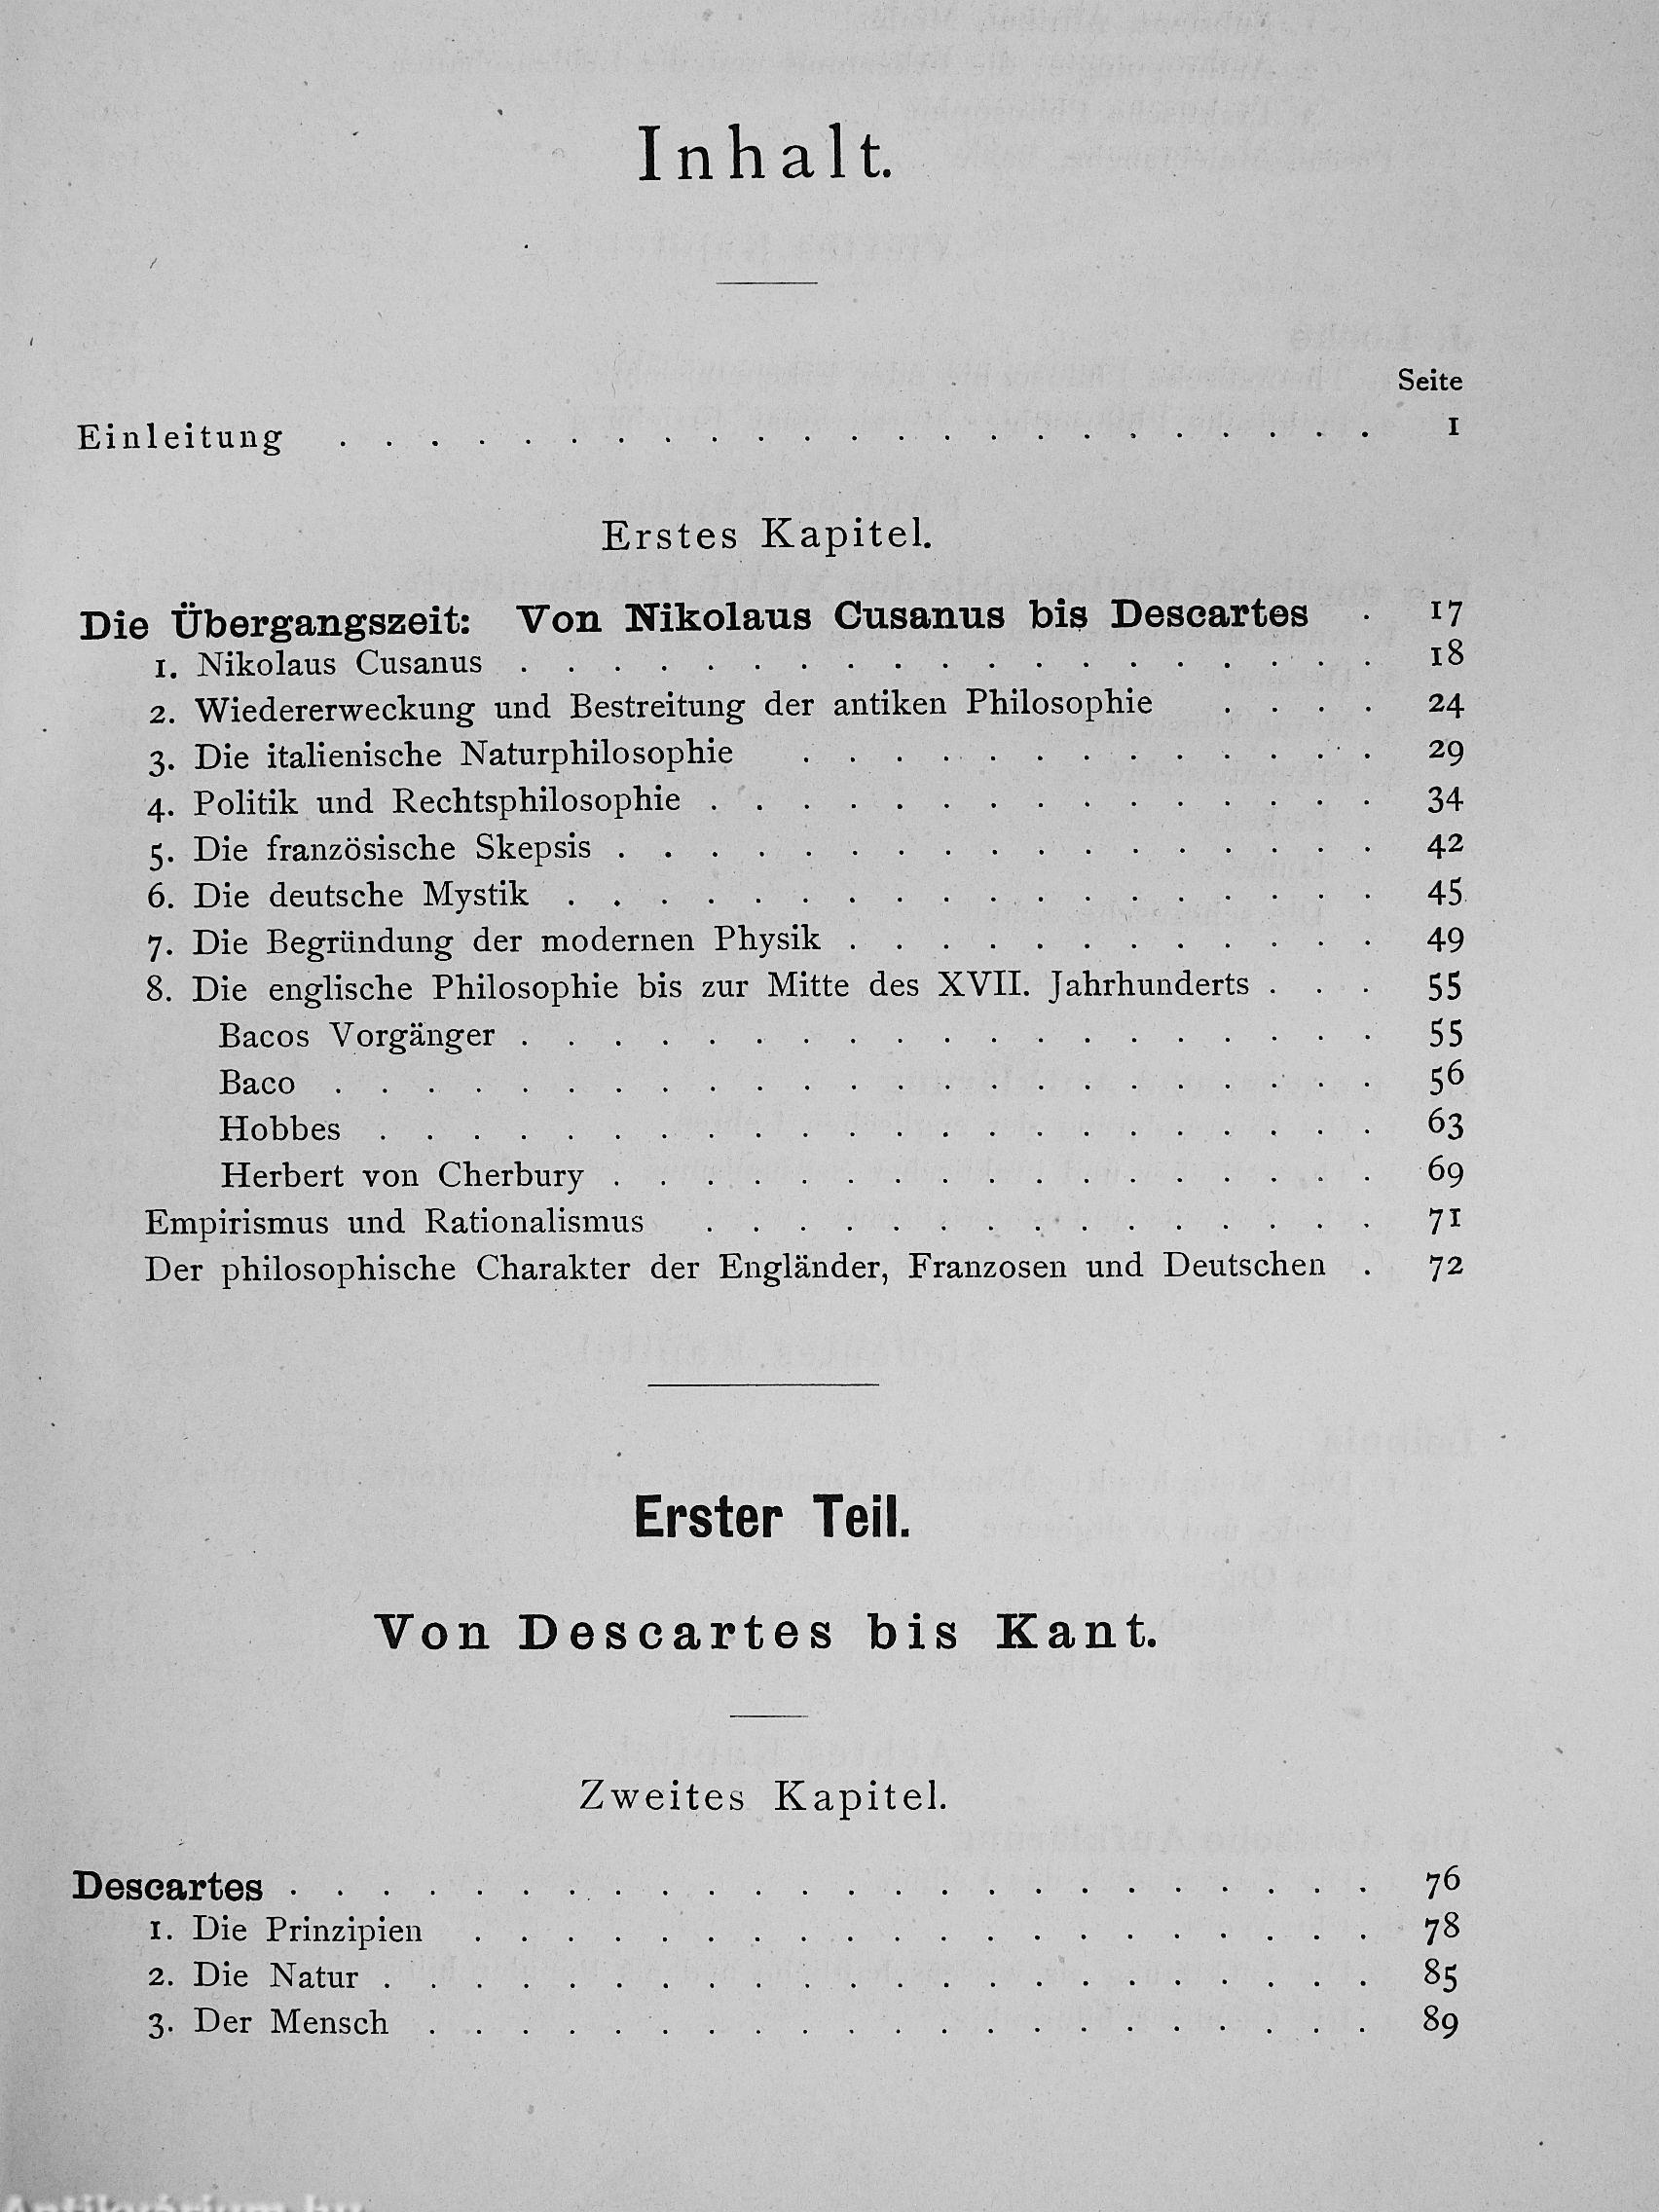 Inhalt.
Seite
Einleitung . . . . . . . . . . . . . . . . . . . . . . . 1
Erstes Kapitel.
Die Übergangszeit: Von Nikolaus Cusanus bis Descartes . 17
1. Nikolaus Cusanus . . . . . . . . . . . . . . . . . . . 18
2. Wiedererweckung und Bestreitung der antiken Philosophie . . . . 24
3. Die italienische Naturphilosophie . . . . . . . . . . . . . 29
4. Politik und Rechtsphilosophie . . . . . . . . . . . . . . . 34
5. Die französische Skepsis . . . . . . . . . . . . . . . . . 42
6. Die deutsche Mystik . . . . . . . . . . . . . . . . . . 45
7. Die Begründung der modernen Physik . . . . . . . . . . . . 49
8. Die englische Philosophie bis zur Mitte des XVII. Jahrhunderts . . . 55
Bacos Vorgänger . . . . . . . . . . . . . . . . . . . 55
Baco . . . . . . . . . . . . . . . . . . . . . . . 56
Hobbes . . . . . . . . . . . . . . . . . . . . . . 63
Herbert von Cherbury . . . . . . . . . . . . . . . . . 69
Empirismus und Rationalismus . . . . . . . . . . . . . . . 71
Der philosophische Charakter der Engländer, Franzosen und Deutschen . 72
Erster Teil.
Von Descartes bis Kant.
Zweites Kapitel.
Descartes . . . . . . . . . . . . . . . . . . . . . . . . 76
1. Die Prinzipien . . . . . . . . . . . . . . . . . . . . 78
2. Die Natur . . . . . . . . . . . . . . . . . . . . . . 85
3. Der Mensch . . . . . . . . . . . . . . . . . . . . . 89
Antikvárium.hu